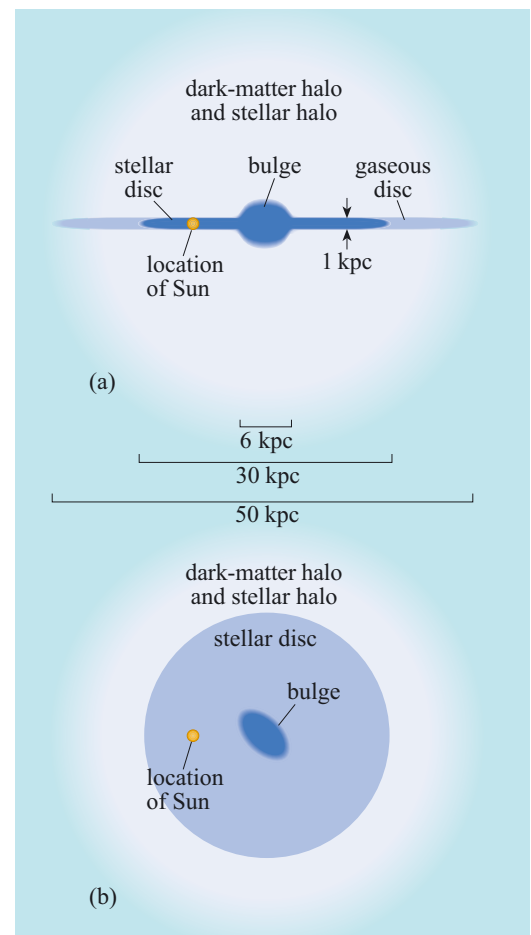 dark-matter halo
and stellar halo
stellar
disc
bulge
gaseous
disc
location
of Sun
1 kpc
(a)
6 kpc
30 kpc
50 kpc
dark-matter halo
and stellar halo
stellar disc
bulge
location
of Sun
(b)